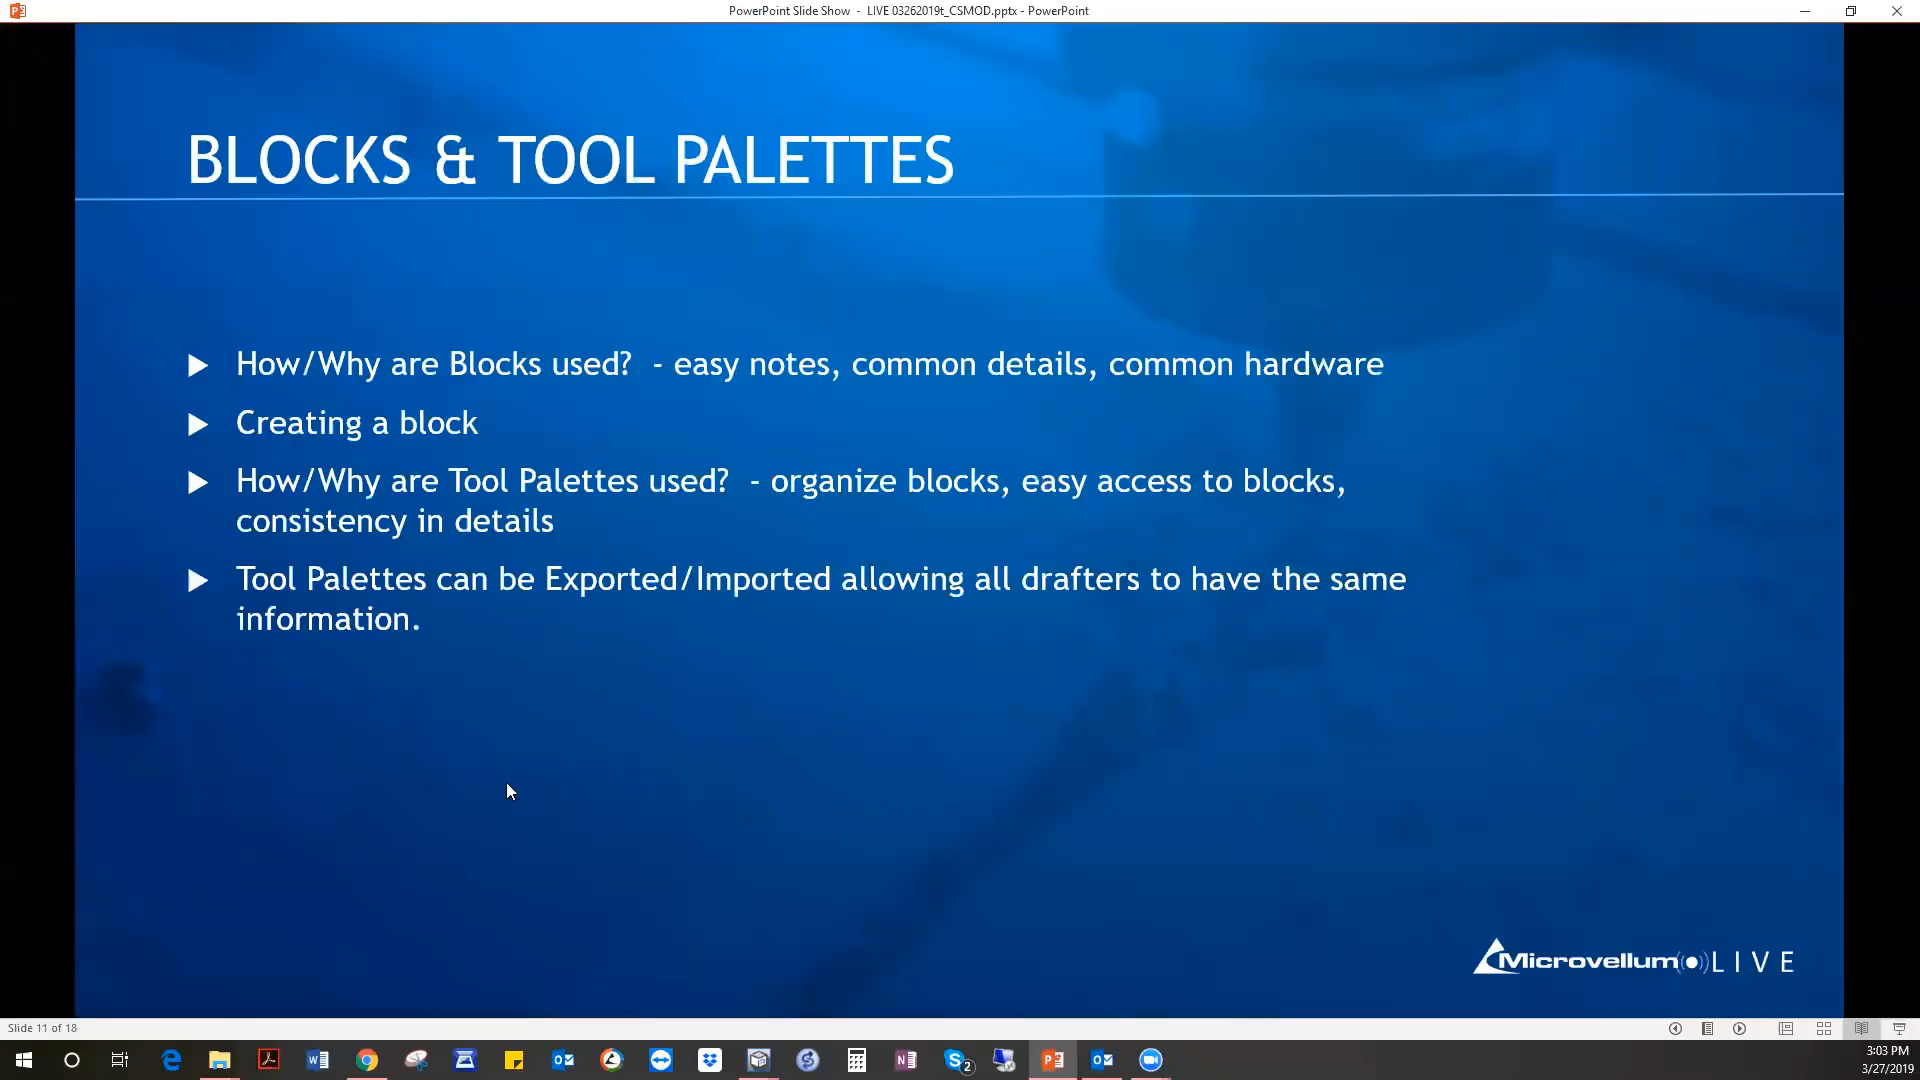 PowerPoint Slide Show - LIVE 03262019t_CSMOD.pptx - PowerPoint
BLOCKS & TOOL PALETTES
How/Why are Blocks used? - easy notes, common details, common hardware
Creating a block
How/Why are Tool Palettes used? - organize blocks, easy access to blocks,
consistency in details
Tool Palettes can be Exported/Imported allowing all drafters to have the same
information.
Microvellum LIVE
Slide 11 of 18
2
3:03 PM
3/27/2019